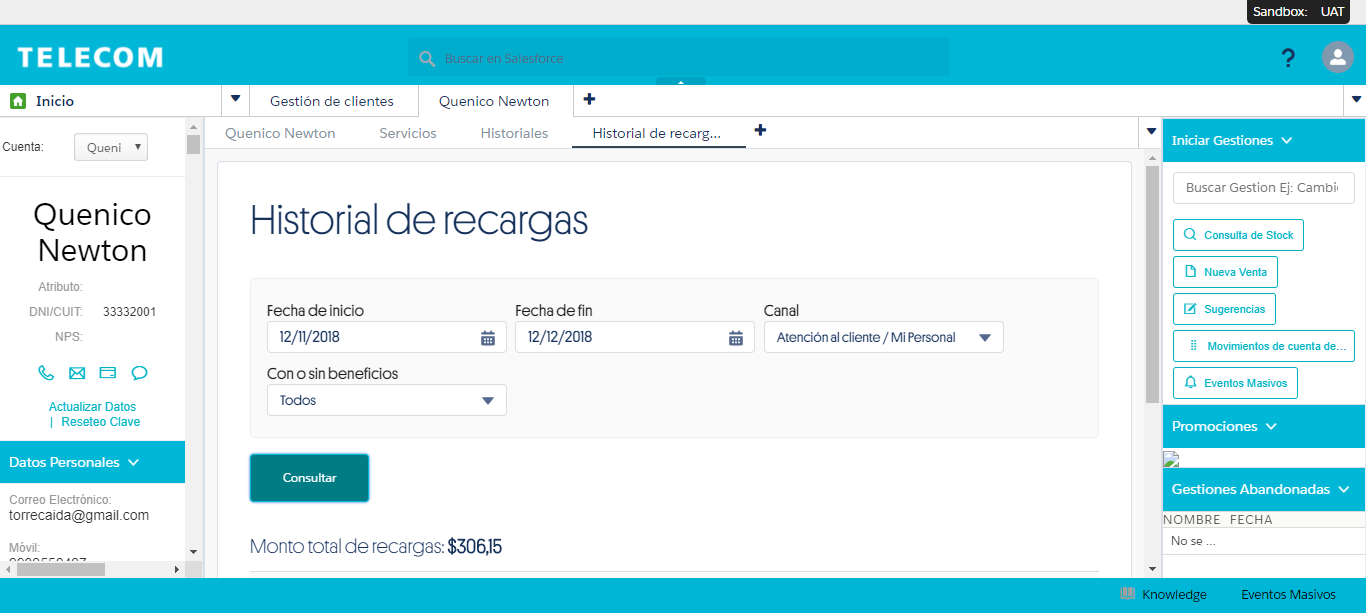 Sandbox: UAT
TELECOM
Buscar en Salesforce
?
Inicio
Gestión de clientes
Quenico Newton
Cuenta:
Queni
Quenico Newton
Servicios
Historiales
Historial de recarg...
Quenico
Newton
Atributo:
DNI/CUIT: 33332001
NPS:
Actualizar Datos
| Reseteo Clave
Datos Personales
Correo Electrónico:
torrecaida@gmail.com
Móvil:
Historial de recargas
Fecha de inicio
12/11/2018
Fecha de fin
12/12/2018
Canal
Atención al cliente / Mi Personal
Con o sin beneficios
Todos
Consultar
Monto total de recargas: $306,15
Iniciar Gestiones
Buscar Gestion Ej: Cambi
Consulta de Stock
Nueva Venta
Sugerencias
Movimientos de cuenta de...
Eventos Masivos
Promociones
Gestiones Abandonadas
NOMBRE FECHA
No se ...
Knowledge
Eventos Masivos